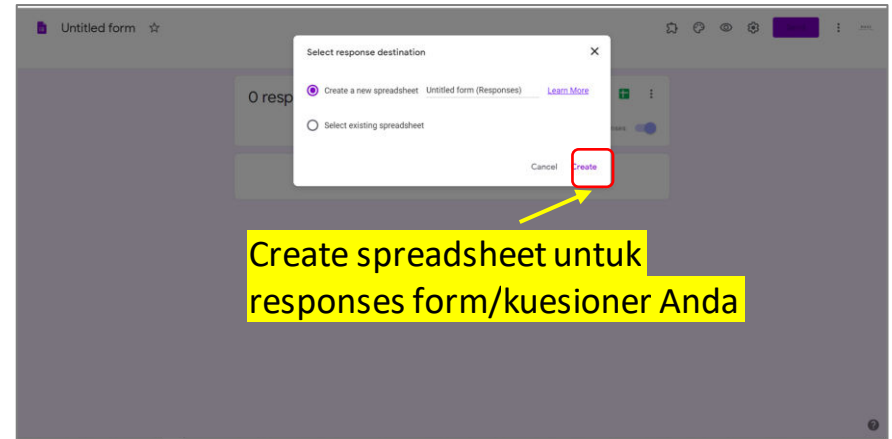 Untitled form
Select response destination
0 resp
Create a new spreadsheet Untitled form (Responses) Learn More
Select existing spreadsheet
Cancel Create
Create spreadsheet untuk
responses form/kuesioner Anda